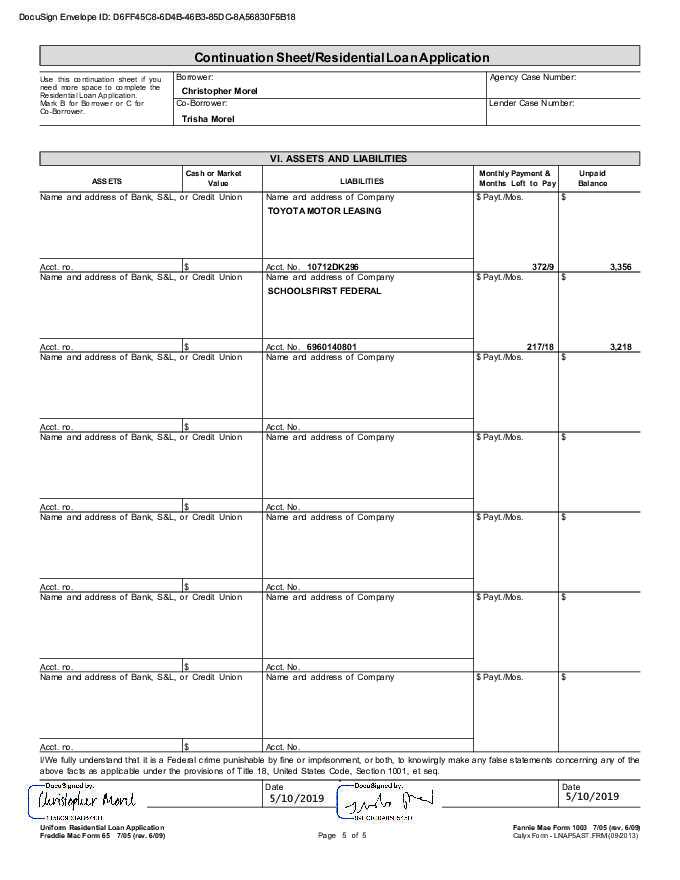 DocuSign Envelope ID: D6FF45C8-6D4B-46B3-85DC-8A56830F5B18
Continuation Sheet/Residential Loan Application
Use this continuation sheet if you
need more space to complete the
Residential Loan Application.
Mark B for Borrower or C for
Co-Borrower.
Borrower:
Christopher Morel
Agency Case Number:
Co-Borrower:
Trisha Morel
Lender Case Number:
VI. ASSETS AND LIABILITIES
ASSETS
Cash or Market
Value
LIABILITIES
Monthly Payment &
Months Left to Pay
Unpaid
Balance
Name and address of Bank, S&L, or Credit Union
Name and address of Company
$ Payt./Mos.
$
TOYOTA MOTOR LEASING
Acct. no.
$
Acct. No. 10712DK296
372/9
3,356
Name and address of Bank, S&L, or Credit Union
Name and address of Company
$ Payt./Mos.
$
SCHOOLSFIRST FEDERAL
Acct. no.
$
Acct. No. 6960140801
217/18
3,218
Name and address of Bank, S&L, or Credit Union
Name and address of Company
$ Payt./Mos.
$
Acct. no.
$
Acct. No.
Name and address of Bank, S&L, or Credit Union
Name and address of Company
$ Payt./Mos.
$
Acct. no.
$
Acct. No.
Name and address of Bank, S&L, or Credit Union
Name and address of Company
$ Payt./Mos.
$
Acct. no.
$
Acct. No.
Name and address of Bank, S&L, or Credit Union
Name and address of Company
$ Payt./Mos.
$
Acct. no.
$
Acct. No.
Name and address of Bank, S&L, or Credit Union
Name and address of Company
$ Payt./Mos.
$
Acct. no.
$
Acct. No.
I/We fully understand that it is a Federal crime punishable by fine or imprisonment, or both, to knowingly make any false statements concerning any of the
above facts as applicable under the provisions of Title 18, United States Code, Section 1001, et seq.
DocuSigned by:
Christopher Morel
Date
5/10/2019
DocuSigned by:
Date
5/10/2019
Uniform Residential Loan Application
Freddie Mac Form 65 7/05 (rev. 6/09)
Page 5 of 5
Fannie Mae Form 1003 7/05 (rev. 6/09)
Calyx Form - LNAP5AST.FRM (09/2013)